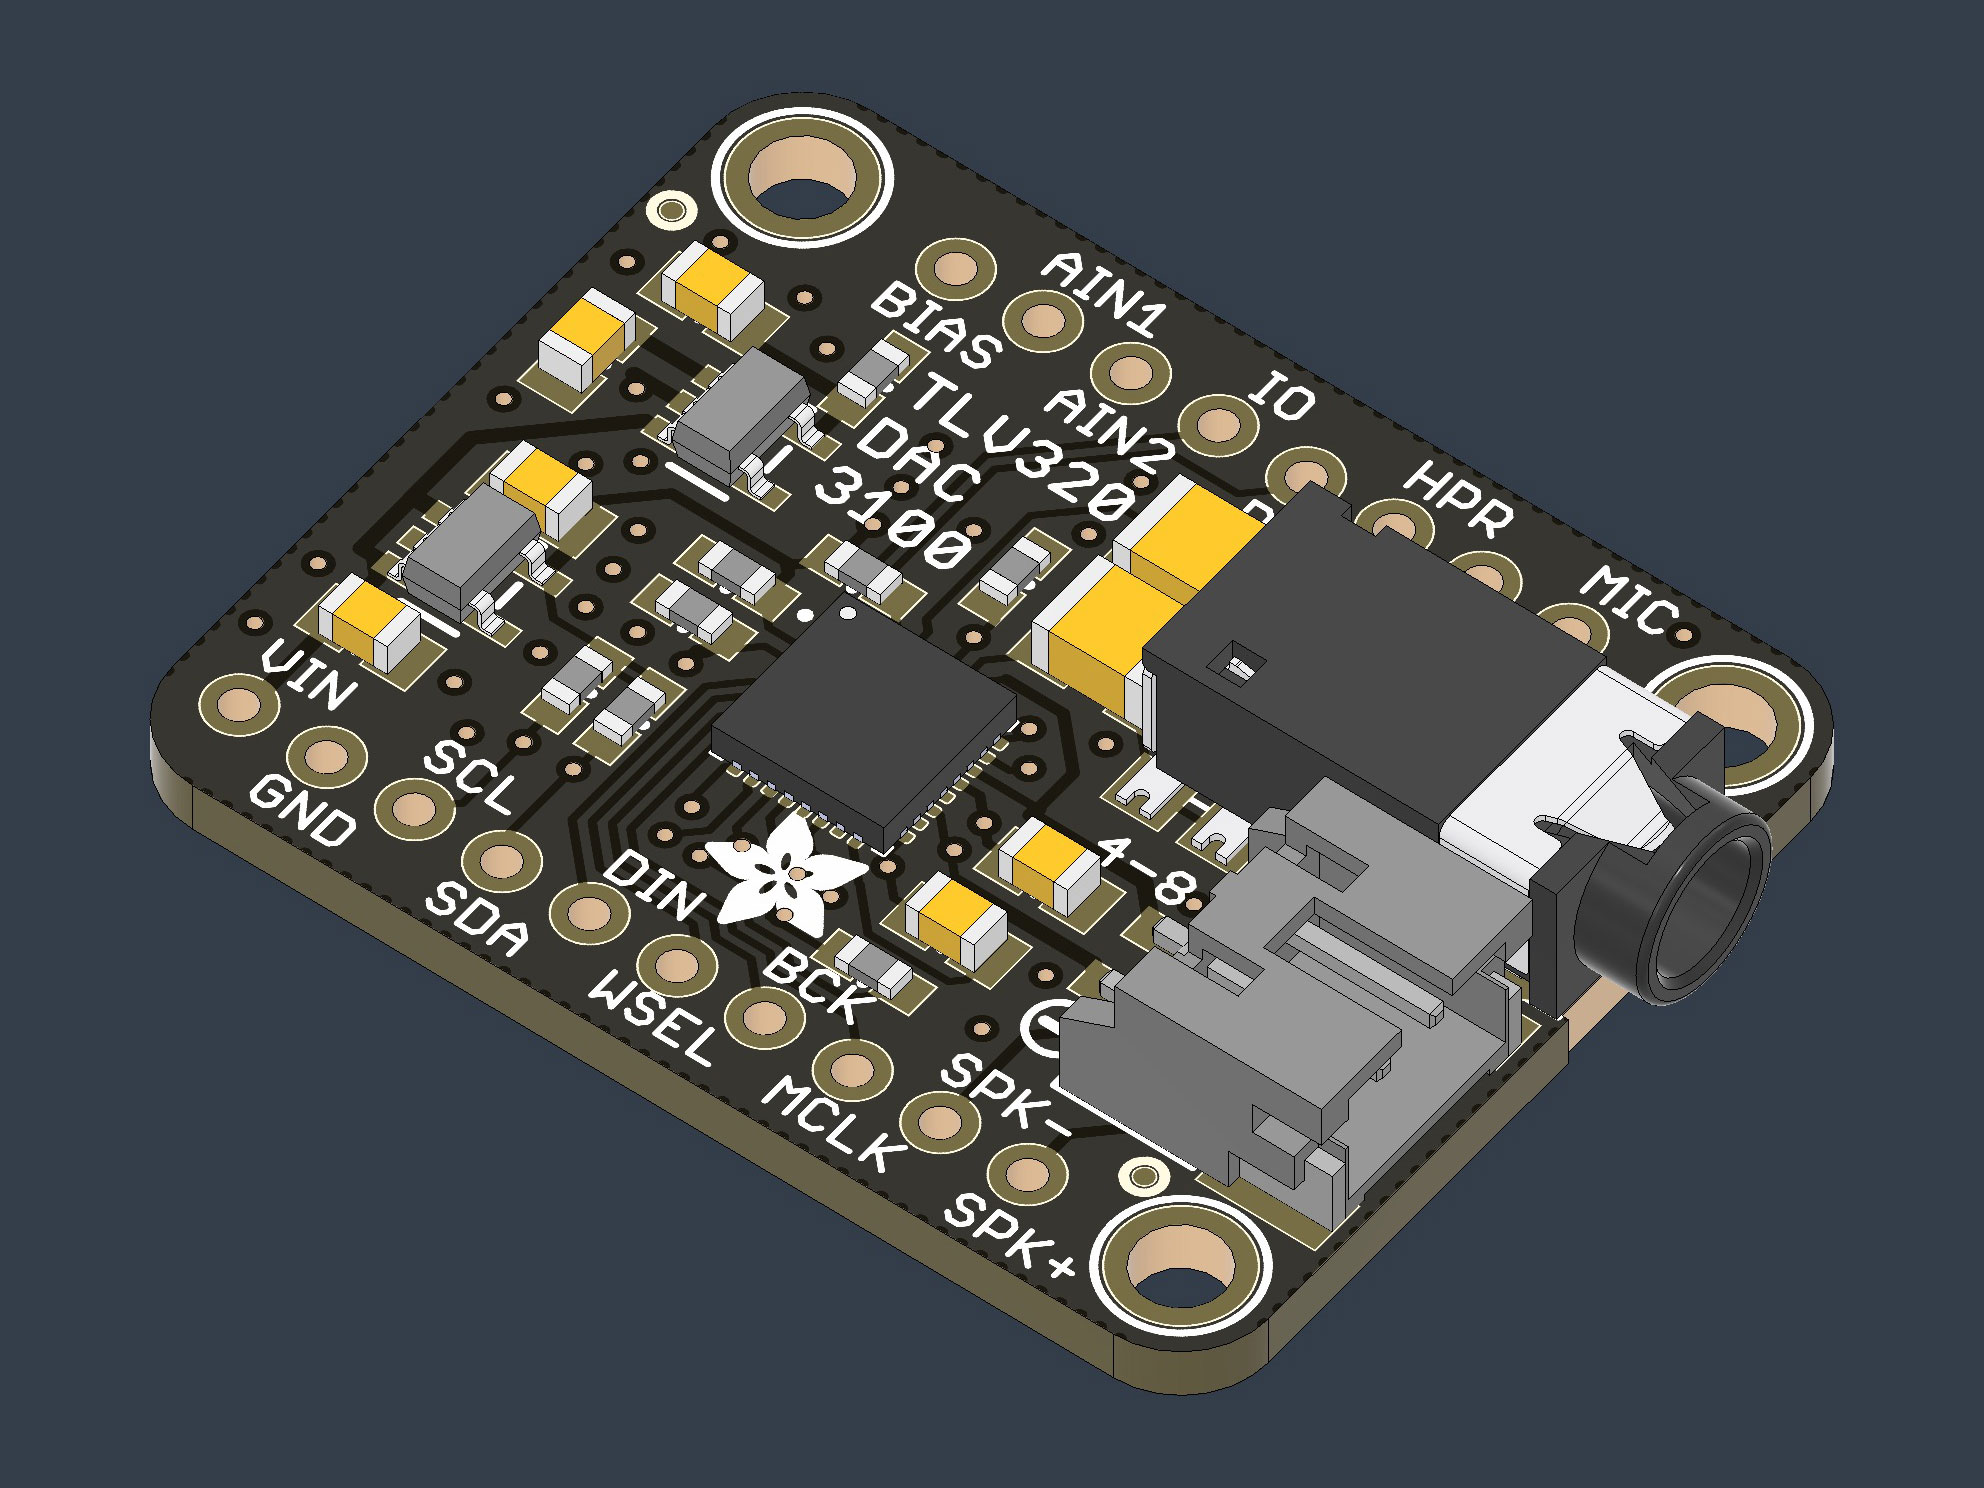 BIAS
AIN1
AIN2
IO
HPR
MIC
TLV320
DAC
3100
VIN
GND
SCL
SDA
DIN
WSEL
BCK
MCLK
SPK-
SPK+
4-8